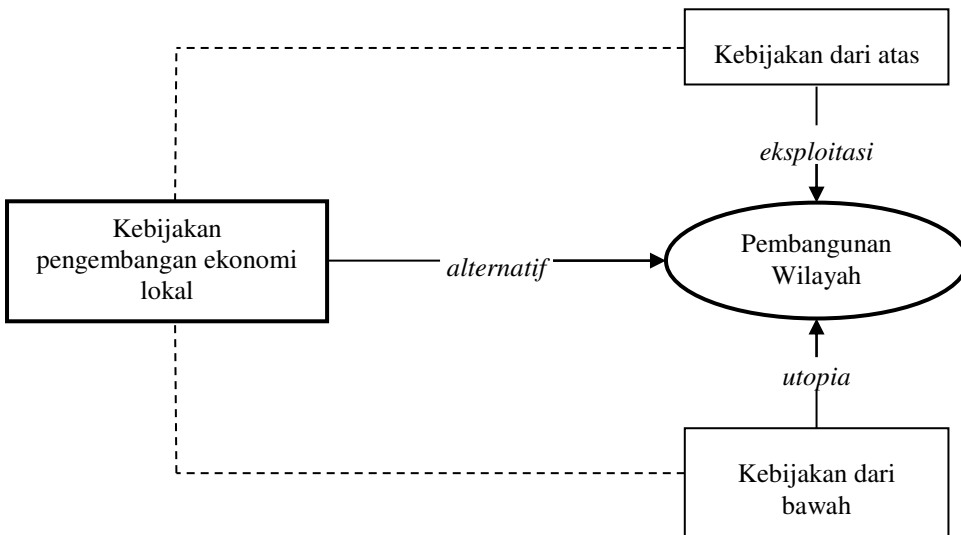 Kebijakan dari atas
eksploitasi
Kebijakan
pengembangan ekonomi
lokal
alternatif
Pembangunan
Wilayah
utopia
Kebijakan dari
bawah